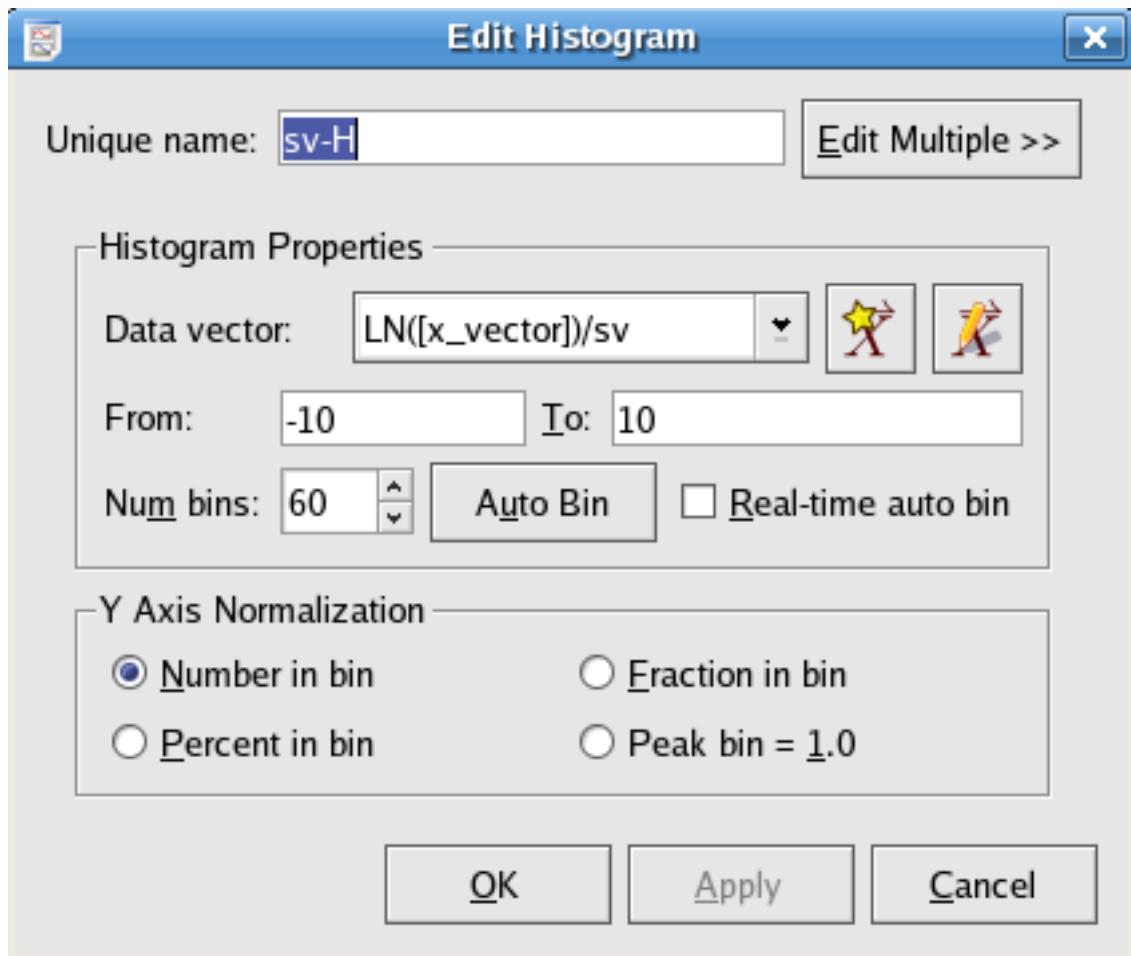 Edit Histogram
Unique name: sv-H Edit Multiple >>
Histogram Properties
Data vector: LN([x_vector])/sv
From: -10 To: 10
Num bins: 60 Auto Bin Real-time auto bin
Y Axis Normalization
Number in bin Fraction in bin
Percent in bin Peak bin = 1.0
OK Apply Cancel